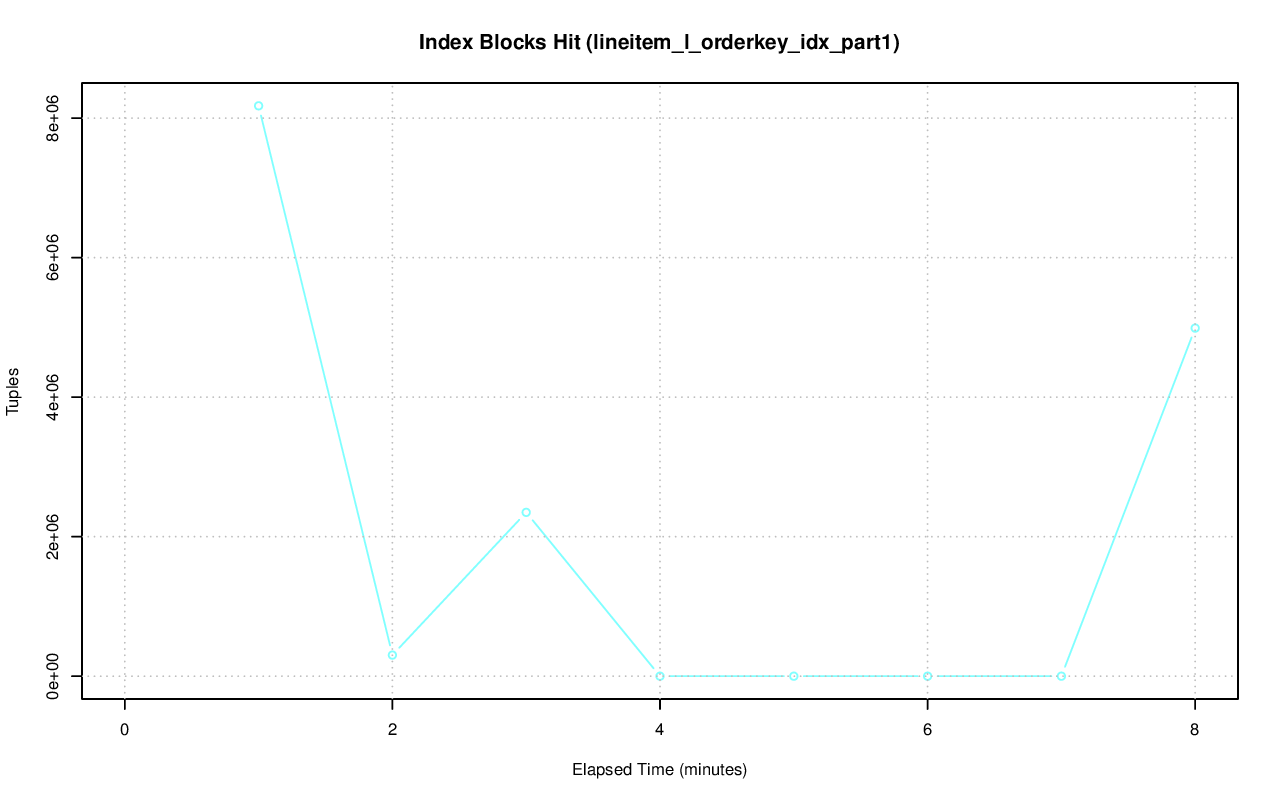 Index Blocks Hit (lineitem_l_orderkey_idx_part1)
8e+06
6e+06
4e+06
2e+06
0e+00
Tuples
0 2 4 6 8
Elapsed Time (minutes)